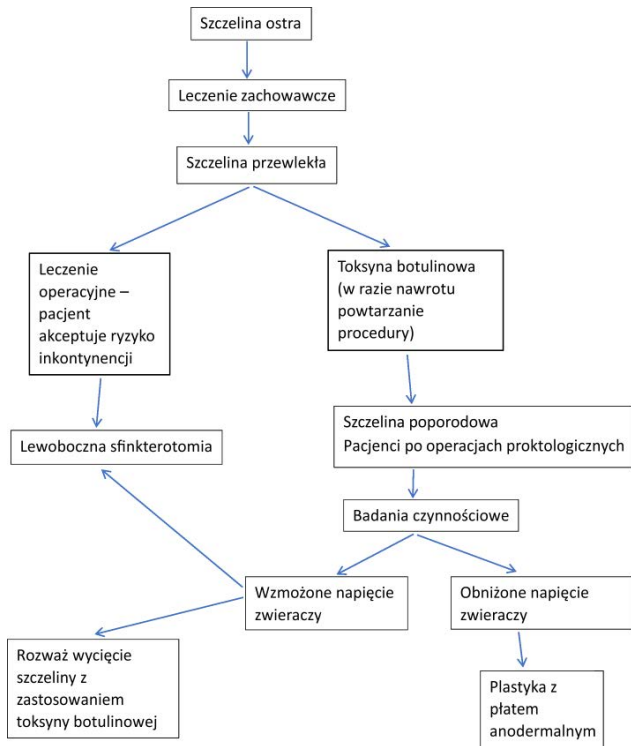 Szczelina ostra
Leczenie zachowawcze
Szczelina przewlekła
Leczenie
operacyjne –
pacjent
akceptuje ryzyko
inkontynencji
Toksyna botulinowa
(w razie nawrotu
powtarzanie
procedury)
Lewoboczna sfinkterotomia
Szczelina poporodowa
Pacjenci po operacjach proktologicznych
Badania czynnościowe
Wzmożone napięcie
zwieraczy
Obniżone napięcie
zwieraczy
Rozważ wycięcie
szczeliny z
zastosowaniem
toksyny botulinowej
Plastyka z
płatem
anodermalnym